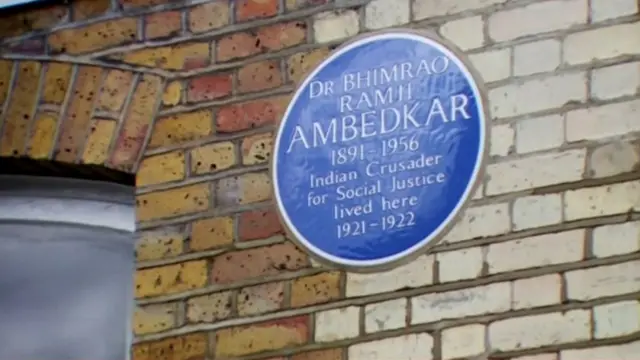 DR BHIMRAO
RAMJI
AMBEDKAR
1891-1956
Indian Crusader
for Social Justice
lived here
1921-1922